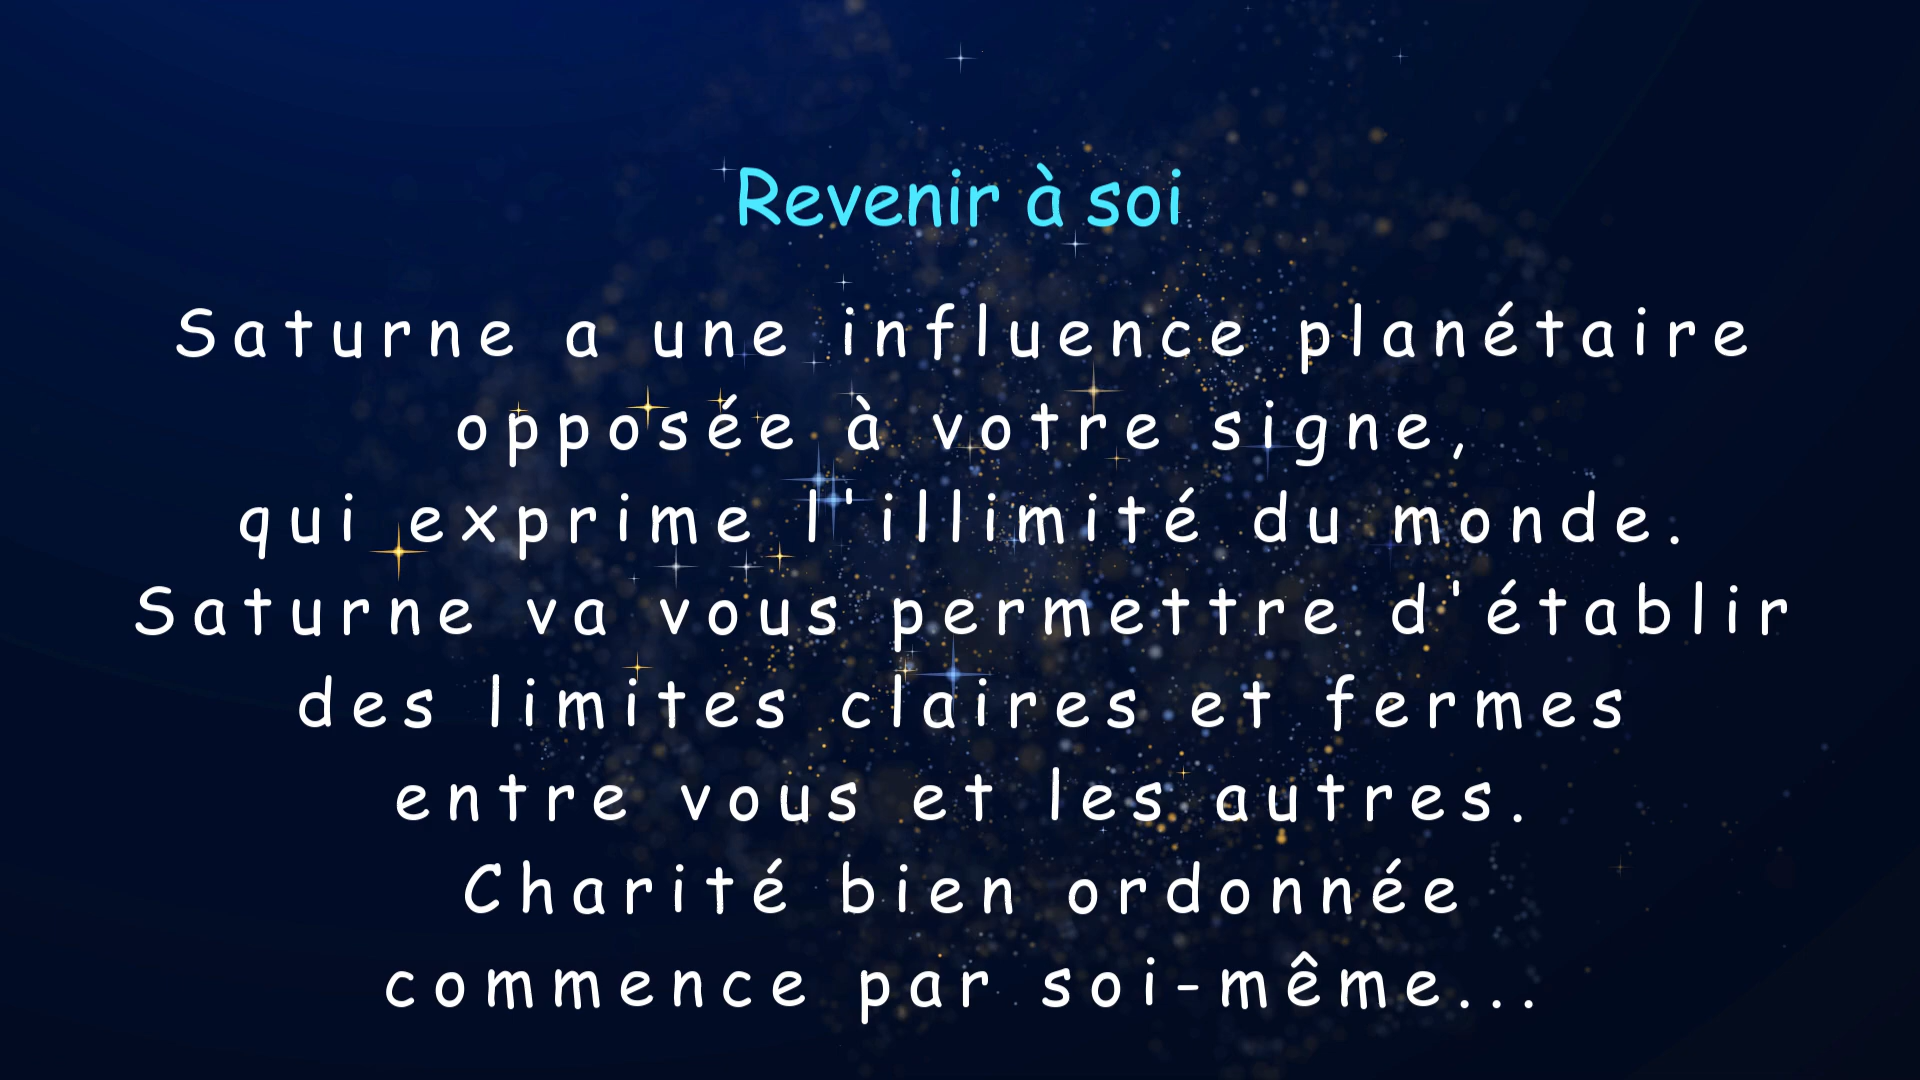 Revenir à soi
Saturne a une influence planétaire
opposée à votre signe,
qui exprime l'illimité du monde.
Saturne va vous permettre d'établir
des limites claires et fermes
entre vous et les autres.
Charité bien ordonnée
commence par soi-même...